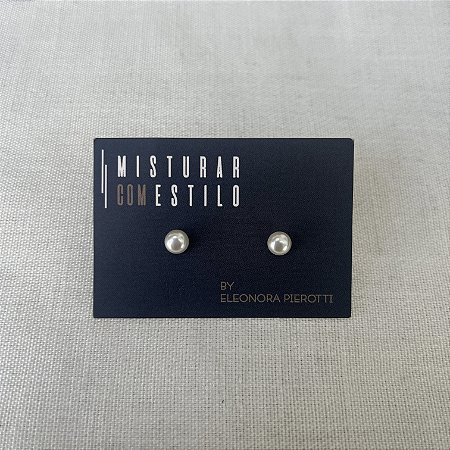 MISTURAR
COM ESTILO
BY
ELEONORA PIEROTTI